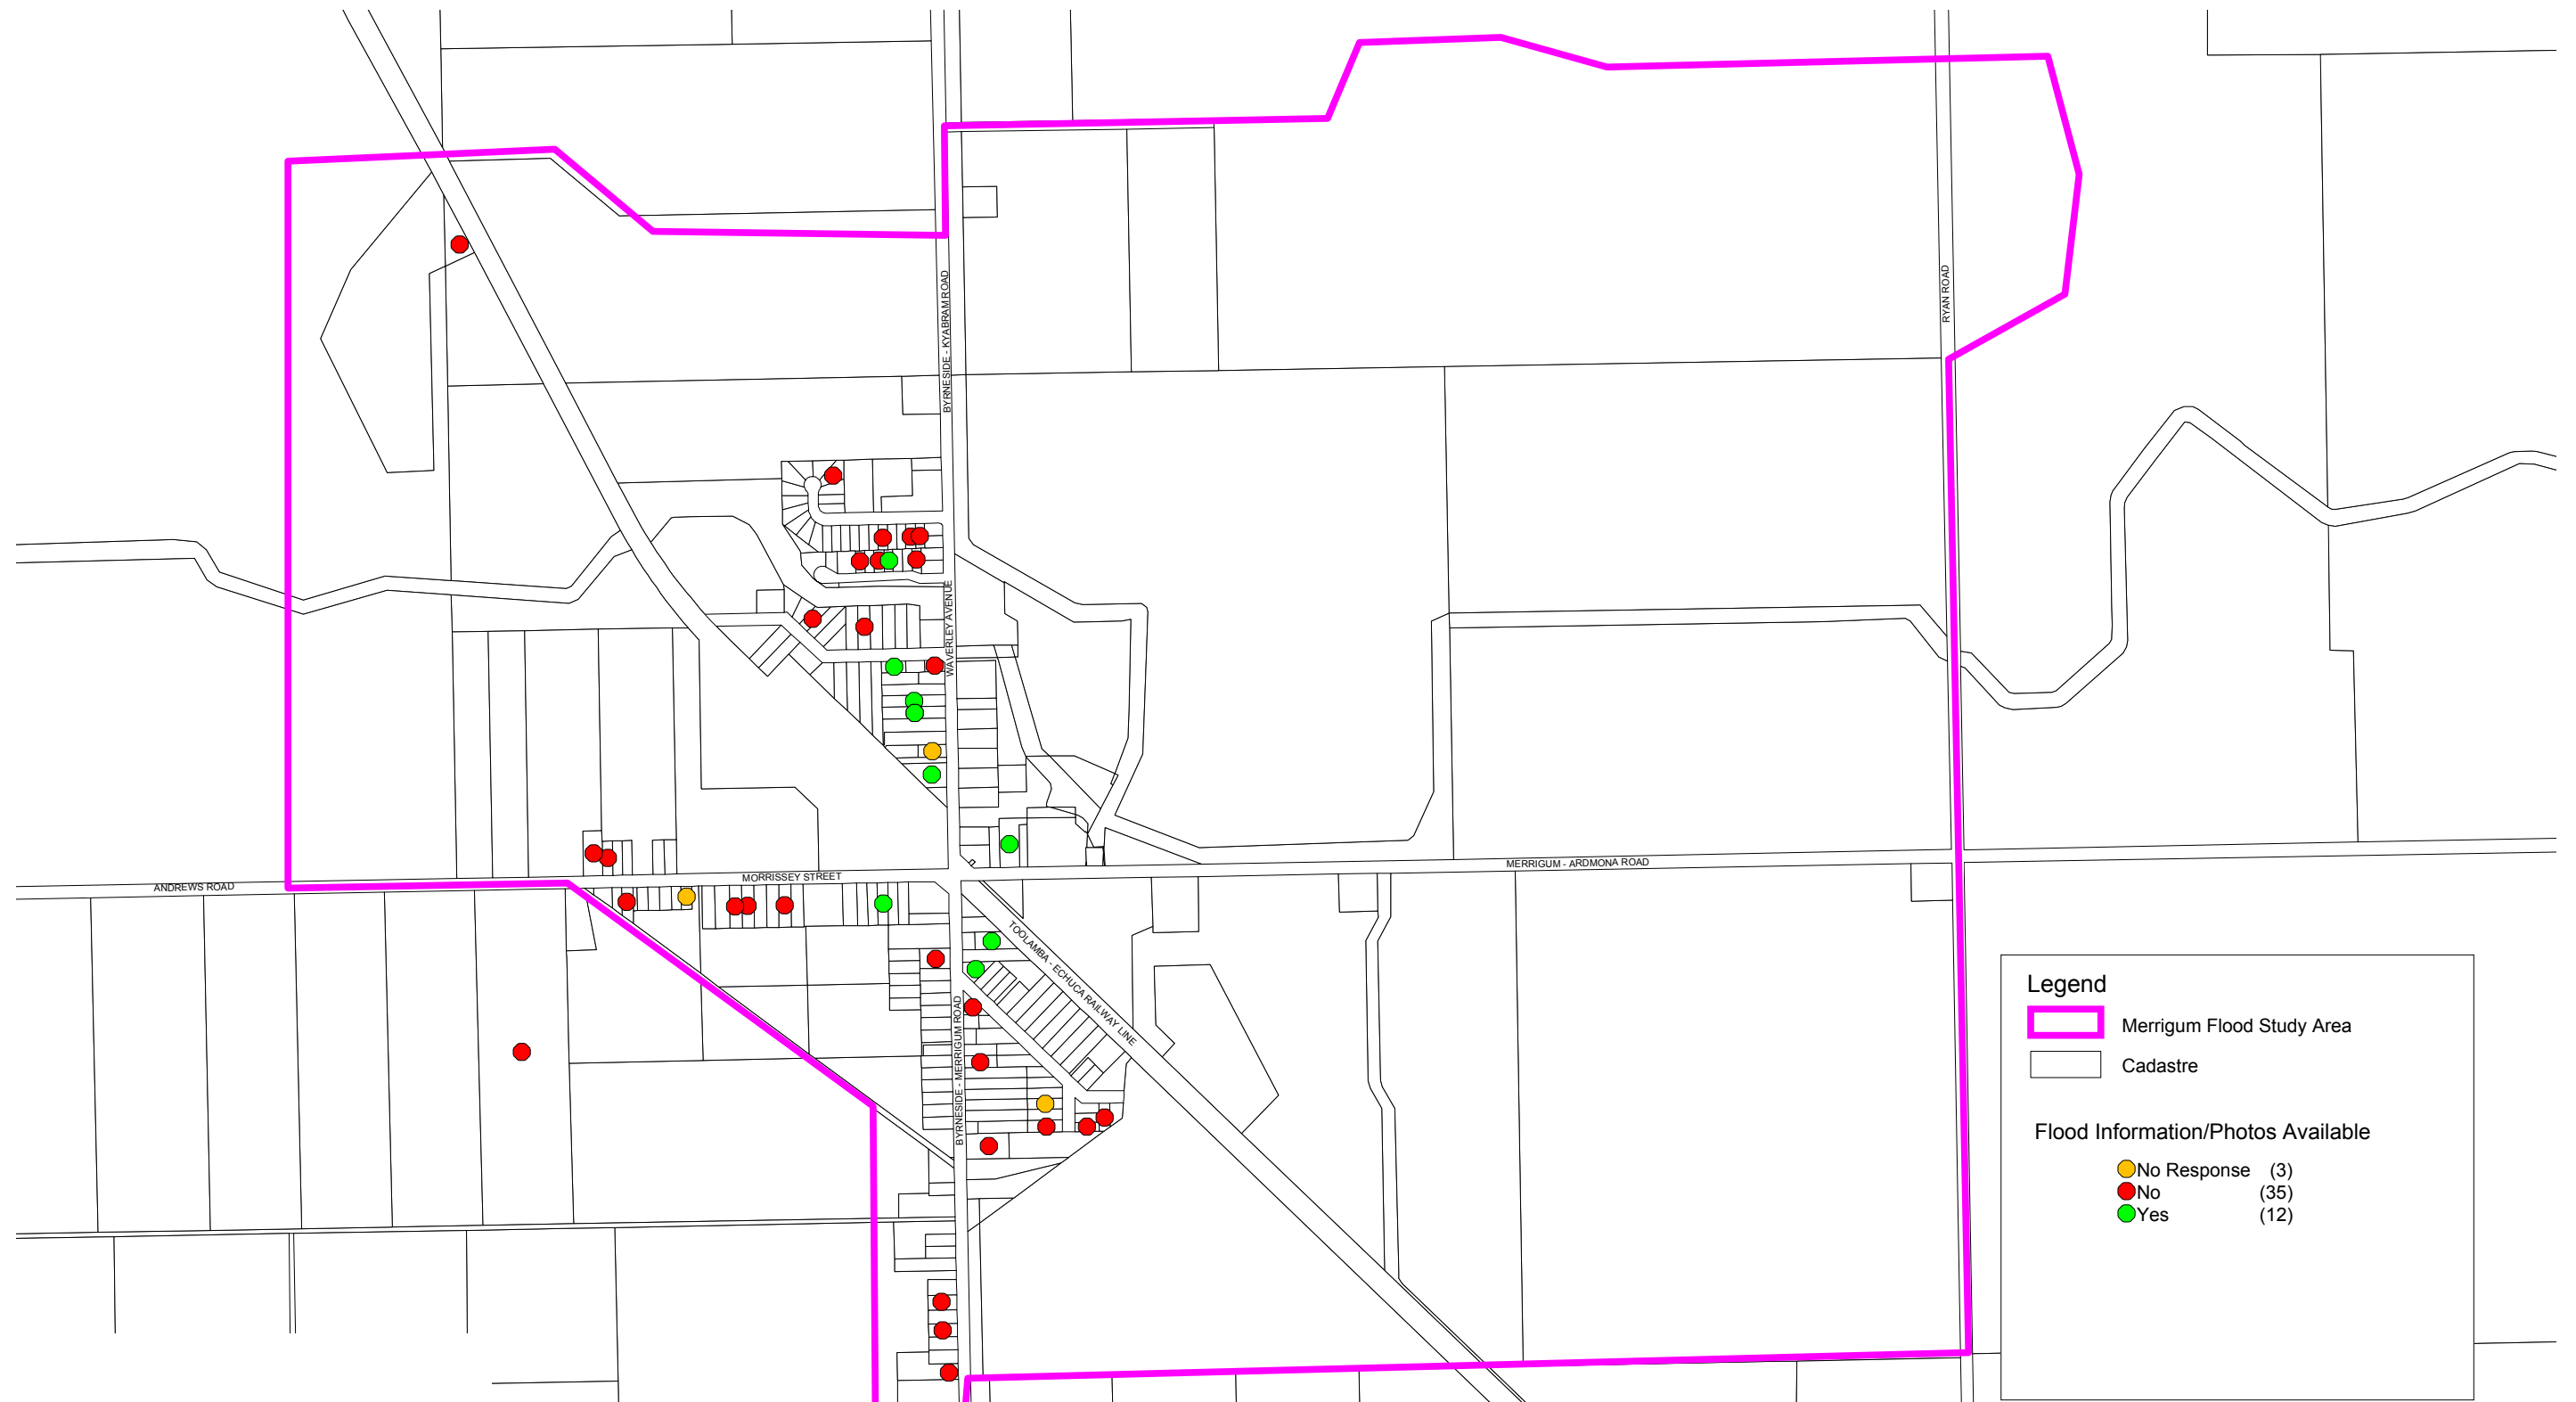 BYRNESIDE - KYABRAM ROAD
RYAN ROAD
WAVERLEY AVENUE
MERRIGUM - ARDMONA ROAD
MORRISSEY STREET
ANDREWS ROAD
TOOLAMBA - ECHUCA RAILWAY LINE
BYRNESIDE - MERRIGUM ROAD
Legend
Merrigum Flood Study Area
Cadastre
Flood Information/Photos Available
No Response (3)
No (35)
Yes (12)